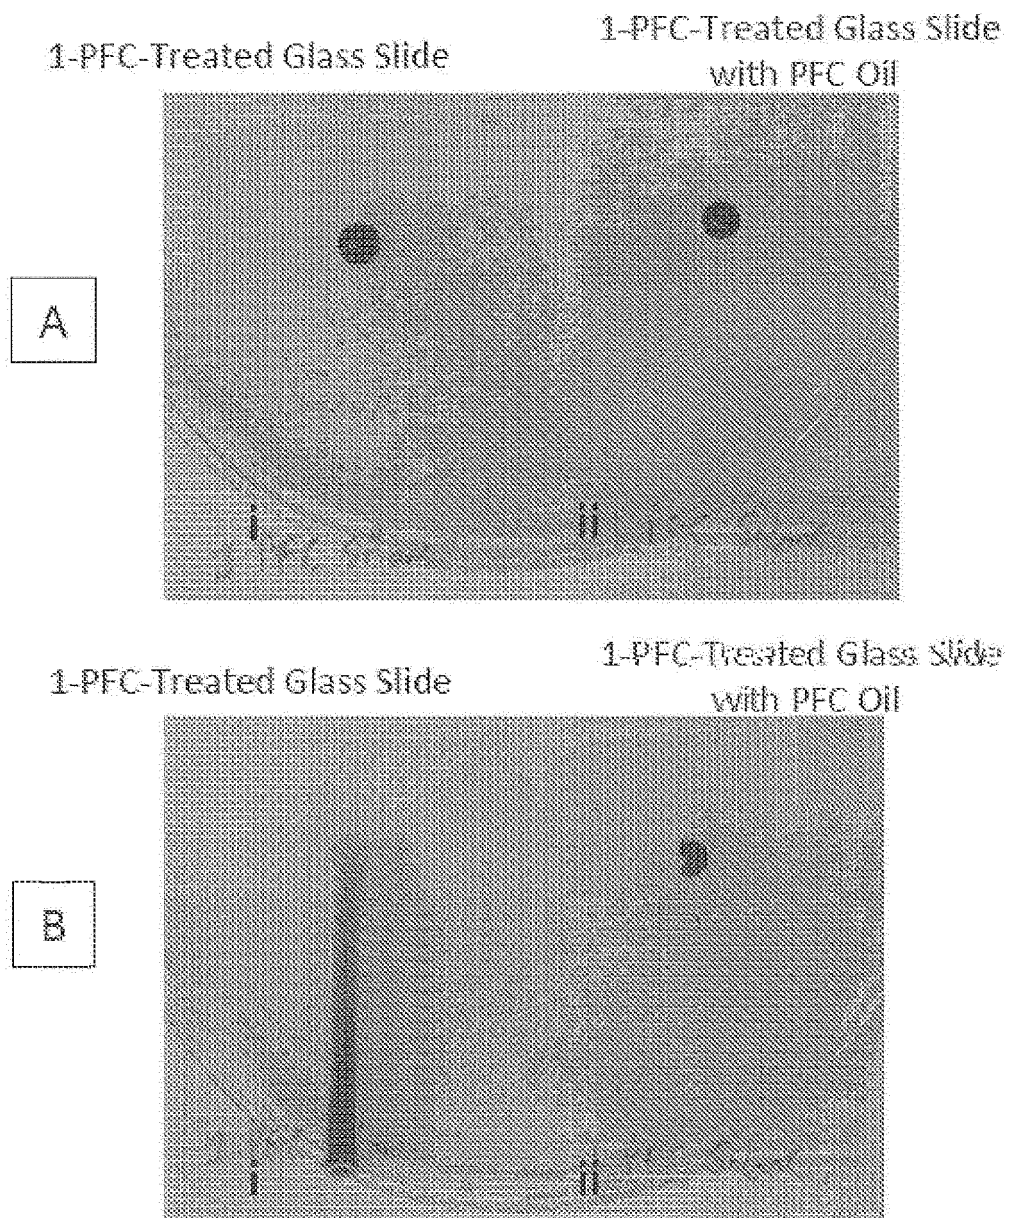 1-PFC-Treated Glass Slide
1-PFC-Treated Glass Slide
with PFC Oil
A
i
ii
1-PFC-Treated Glass Slide
1-PFC-Treated Glass Slide
with PFC Oil
B
i
ii